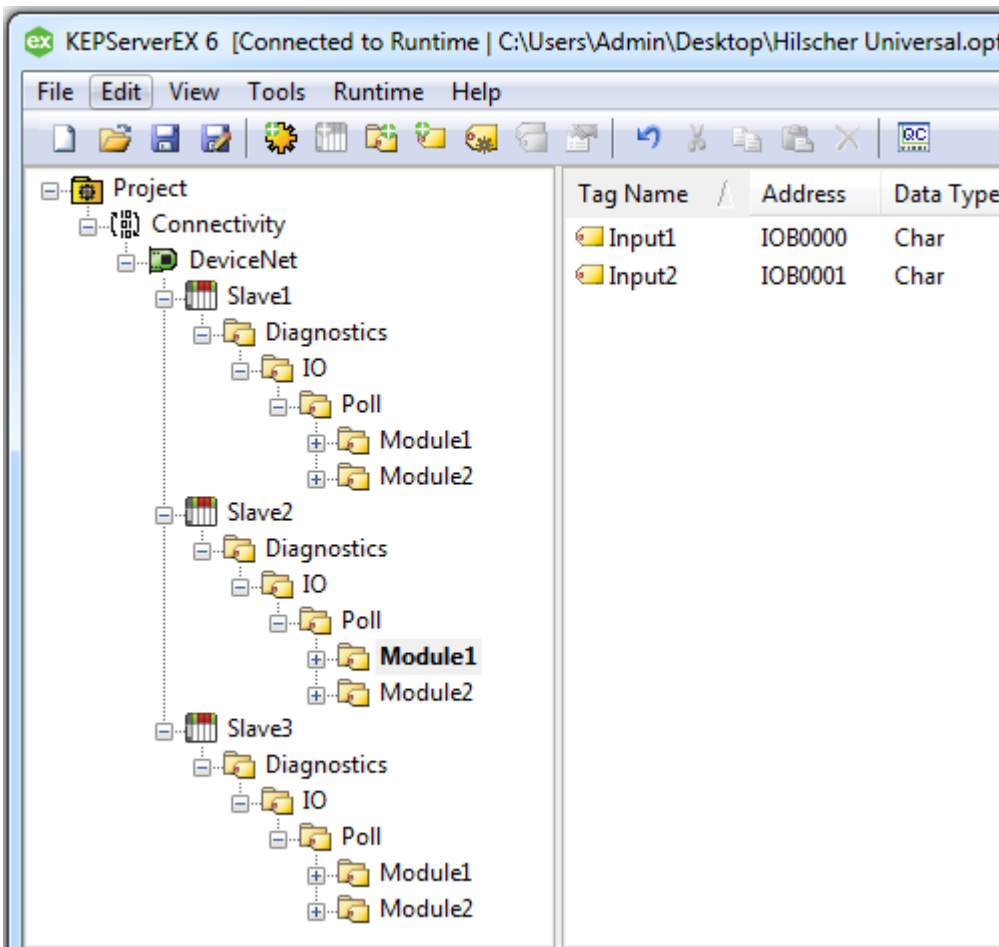 KEPServerEX 6 [Connected to Runtime | C:\Users\Admin\Desktop\Hilscher Universal.opf
File Edit View Tools Runtime Help
Project
Connectivity
DeviceNet
Slave1
Diagnostics
IO
Poll
Module1
Module2
Slave2
Diagnostics
IO
Poll
Module1
Module2
Slave3
Diagnostics
IO
Poll
Module1
Module2
Tag Name Address Data Type
Input1 IOB0000 Char
Input2 IOB0001 Char